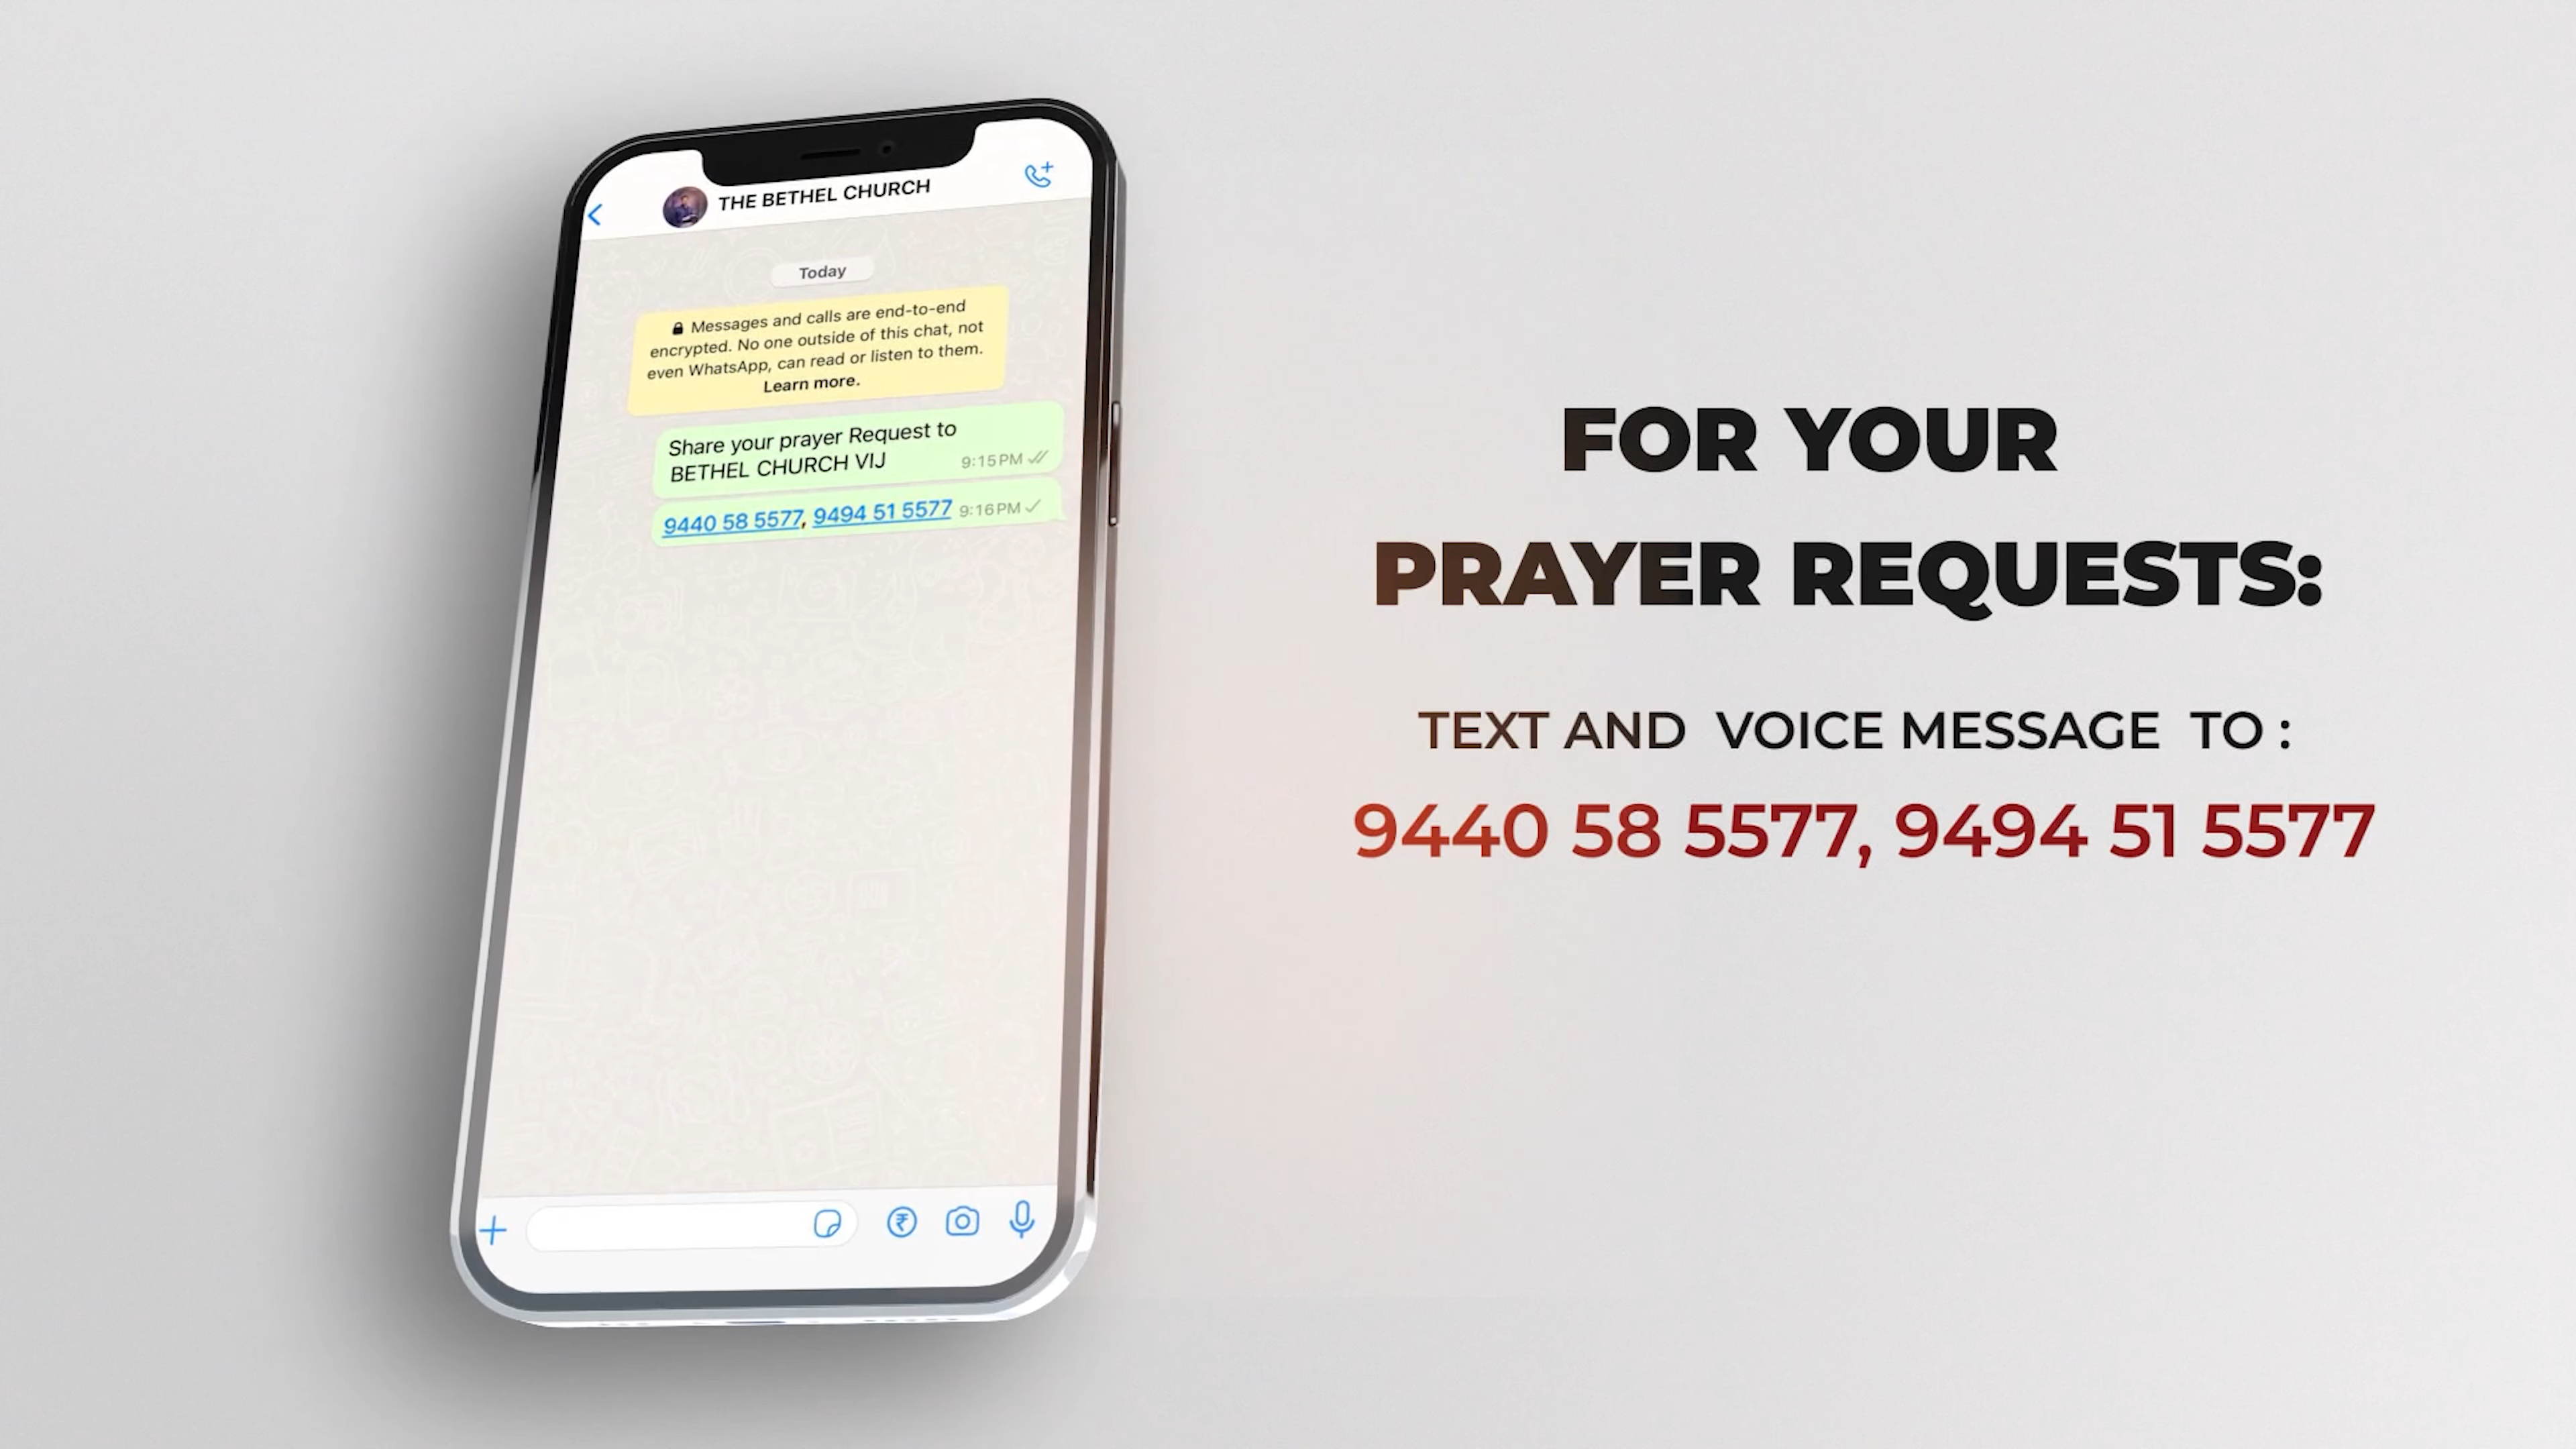 THE BETHEL CHURCH
Today
Messages and calls are end-to-end
encrypted. No one outside of this chat, not
even WhatsApp, can read or listen to them.
Learn more.
Share your prayer Request to
BETHEL CHURCH VIJ
9:15 PM
9440 58 5577, 9494 51 5577 9:16 PM
FOR YOUR
PRAYER REQUESTS:
TEXT AND VOICE MESSAGE TO :
9440 58 5577, 9494 51 5577